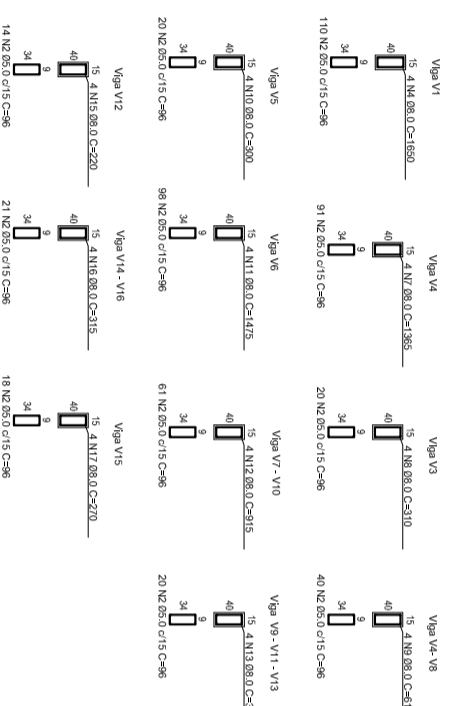 Viga V1
15 4 N4 Ø8.0 C=1650
40
9
34
110 N2 Ø5.0 c/15 C=96
Viga V4
15 4 N7 Ø8.0 C=1365
40
9
34
91 N2 Ø5.0 c/15 C=96
Viga V3
15 4 N8 Ø8.0 C=310
40
9
34
20 N2 Ø5.0 c/15 C=96
Viga V4- V8
15 4 N9 Ø8.0
40
9
34
40 N2 Ø5.0 c/15 C=96
Viga V5
15 4 N10 Ø8.0 C=300
40
9
34
20 N2 Ø5.0 c/15 C=96
Viga V6
15 4 N11 Ø8.0 C=1475
40
9
34
98 N2 Ø5.0 c/15 C=96
Viga V7 - V10
15 4 N12 Ø8.0 C=915
40
9
34
61 N2 Ø5.0 c/15 C=96
Viga V9 - V11 - V13
15 4 N13 Ø8.0
40
9
34
20 N2 Ø5.0 c/15 C=96
Viga V12
15 4 N15 Ø8.0 C=220
40
9
34
14 N2 Ø5.0 c/15 C=96
Viga V14 - V16
15 4 N16 Ø8.0 C=315
40
9
34
21 N2 Ø5.0 c/15 C=96
Viga V15
15 4 N17 Ø8.0 C=270
40
9
34
18 N2 Ø5.0 c/15 C=96